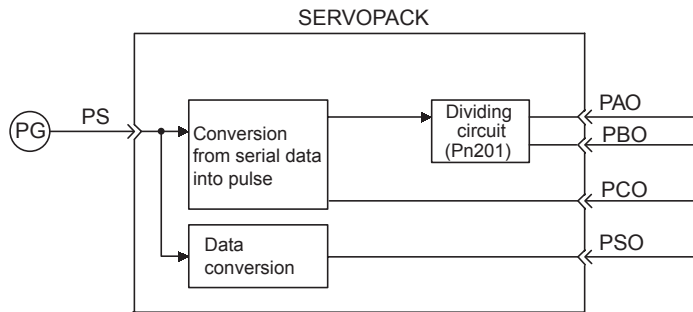 SERVOPACK
PG
PS
Conversion
from serial data
into pulse
Dividing
circuit
(Pn201)
PAO
PBO
PCO
Data
conversion
PSO